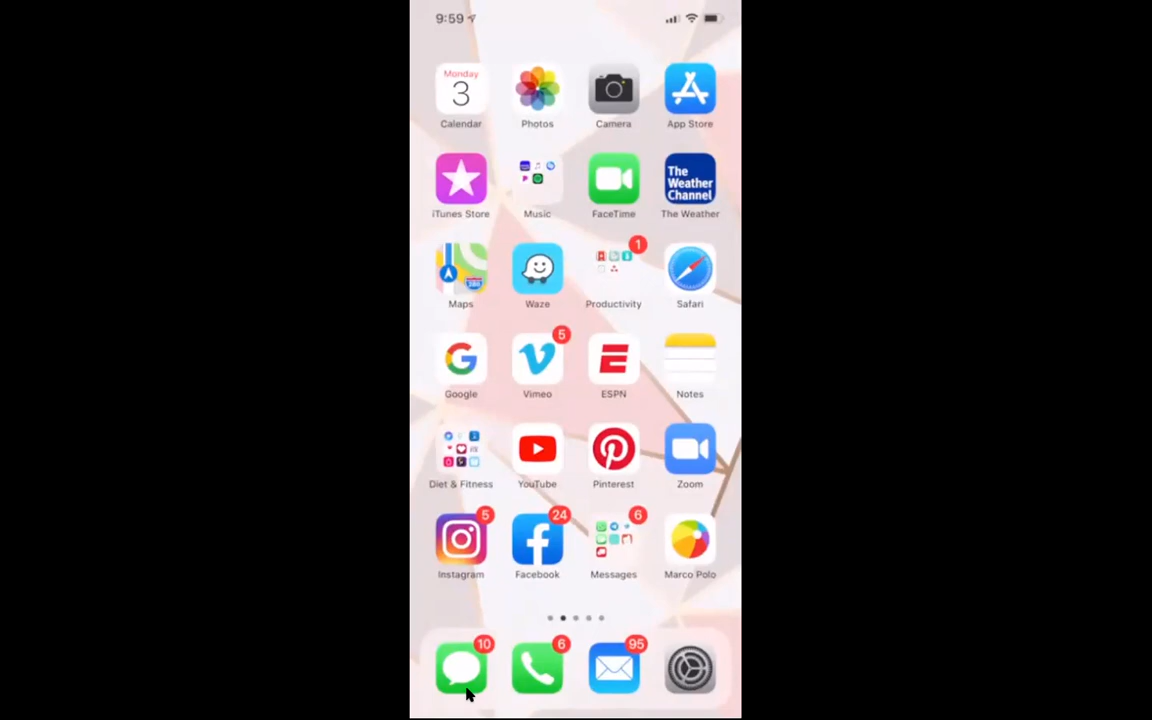 9:59
Monday
3
Calendar Photos Camera App Store
The
Weather
Channel
iTunes Store Music FaceTime The Weather
1
280
Maps Waze Productivity Safari
5
Google Vimeo ESPN Notes
Diet & Fitness YouTube Pinterest Zoom
5 24 6
Instagram Facebook Messages Marco Polo
10 6 95